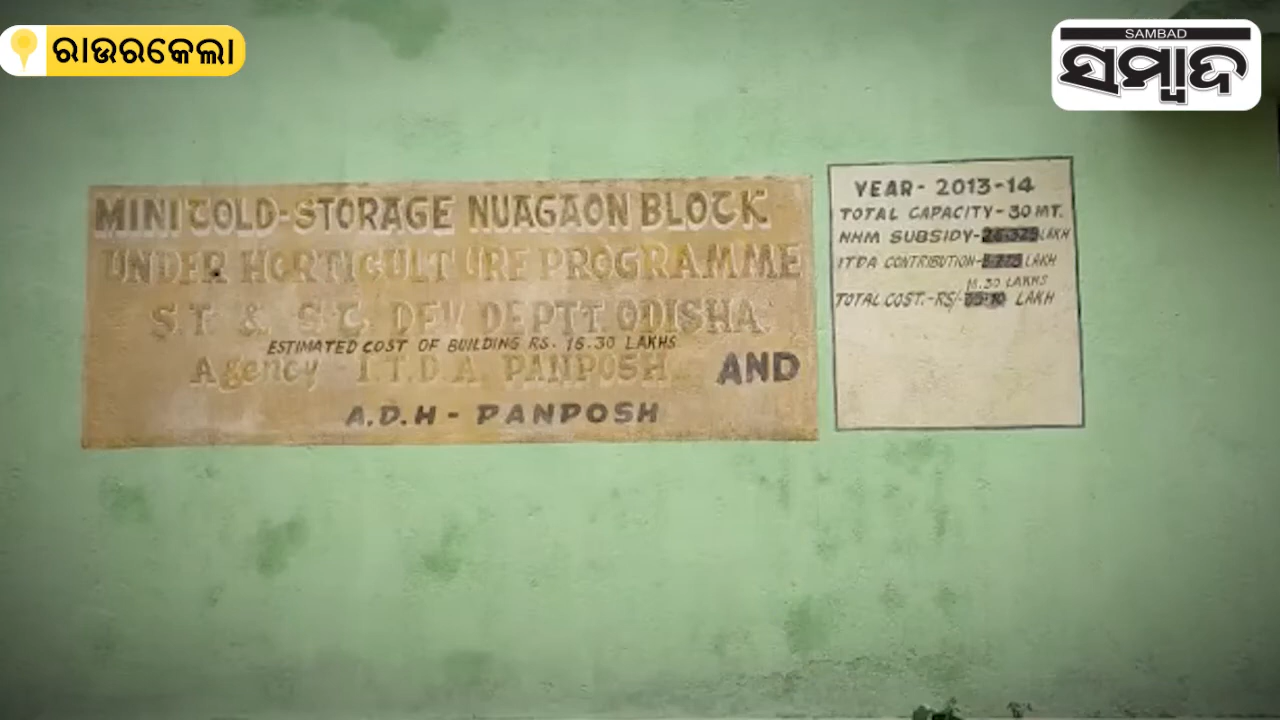 ରାଉରକେଲା
SAMBAD
ସମ୍ବାଦ
MINI COLD-STORAGE NUAGAON BLOCK
UNDER HORTICULTURE PROGRAMME
S.T. & S.C. DEV. DEPTT. ODISHA.
ESTIMATED COST OF BUILDING RS. 16.30 LAKHS
Agency - I.T.D.A. PANPOSH AND
A.D.H - PANPOSH
YEAR - 2013-14
TOTAL CAPACITY - 30 MT.
NHM SUBSIDY- LAKH
ITDA CONTRIBUTION- LAKH
16.30 LAKHS
TOTAL COST.-RS/- LAKH